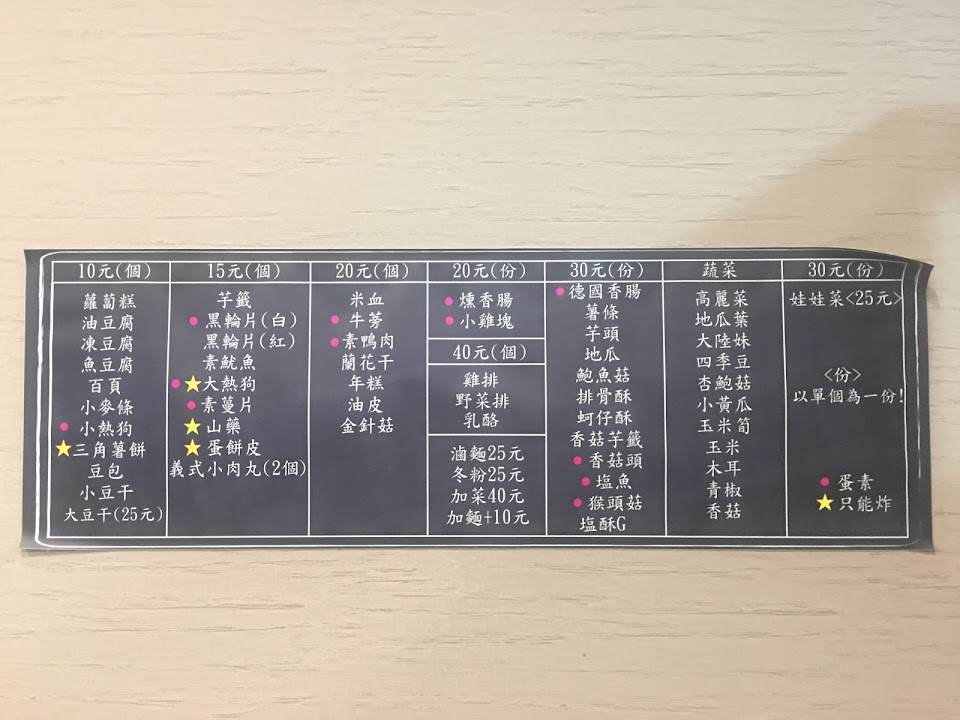 10元(個)
蘿蔔糕
油豆腐
凍豆腐
魚豆腐
百頁
小麥條
小熱狗
三角薯餅
豆包
小豆干
大豆干(25元)
15元(個)
芋籤
黑輪片(白)
黑輪片(紅)
素魷魚
大熱狗
素蔓片
山藥
蛋餅皮
義式小肉丸(2個)
20元(個)
米血
牛蒡
素鴨肉
蘭花干
年糕
油皮
金針菇
20元(份)
燻香腸
小雞塊
40元(個)
雞排
野菜排
乳酪
滷麵25元
冬粉25元
加菜40元
加麵+10元
30元(份)
德國香腸
薯條
芋頭
地瓜
鮑魚菇
排骨酥
蚵仔酥
香菇芋籤
香菇頭
塩魚
猴頭菇
塩酥G
蔬菜
高麗菜
地瓜葉
大陸妹
四季豆
杏鮑菇
小黃瓜
玉米筍
玉米
木耳
青椒
香菇
30元(份)
娃娃菜<25元>
<份>
以單個為一份!
蛋素
只能炸